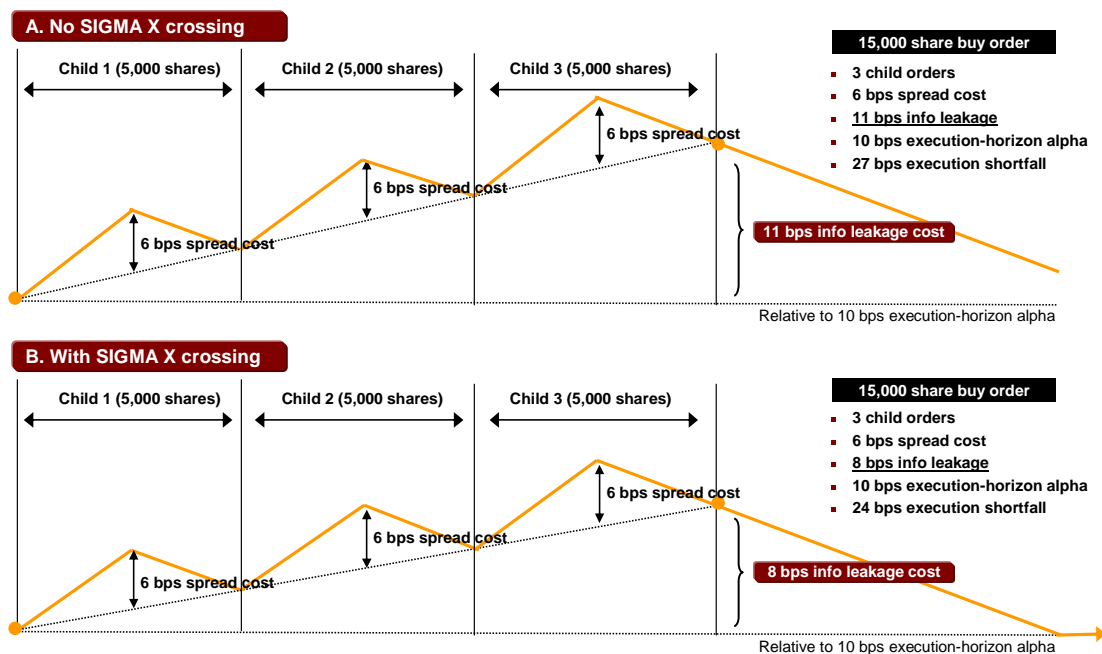 A. No SIGMA X crossing
15,000 share buy order
Child 1 (5,000 shares)
Child 2 (5,000 shares)
Child 3 (5,000 shares)
3 child orders
6 bps spread cost
11 bps info leakage
10 bps execution-horizon alpha
27 bps execution shortfall
6 bps spread cost
6 bps spread cost
6 bps spread cost
11 bps info leakage cost
Relative to 10 bps execution-horizon alpha
B. With SIGMA X crossing
15,000 share buy order
Child 1 (5,000 shares)
Child 2 (5,000 shares)
Child 3 (5,000 shares)
3 child orders
6 bps spread cost
8 bps info leakage
10 bps execution-horizon alpha
24 bps execution shortfall
6 bps spread cost
6 bps spread cost
6 bps spread cost
8 bps info leakage cost
Relative to 10 bps execution-horizon alpha